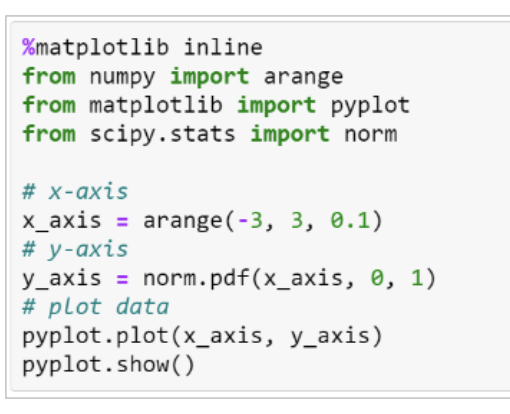 %matplotlib inline
from numpy import arange
from matplotlib import pyplot
from scipy.stats import norm
# x-axis
x_axis = arange(-3, 3, 0.1)
# y-axis
y_axis = norm.pdf(x_axis, 0, 1)
# plot data
pyplot.plot(x_axis, y_axis)
pyplot.show()